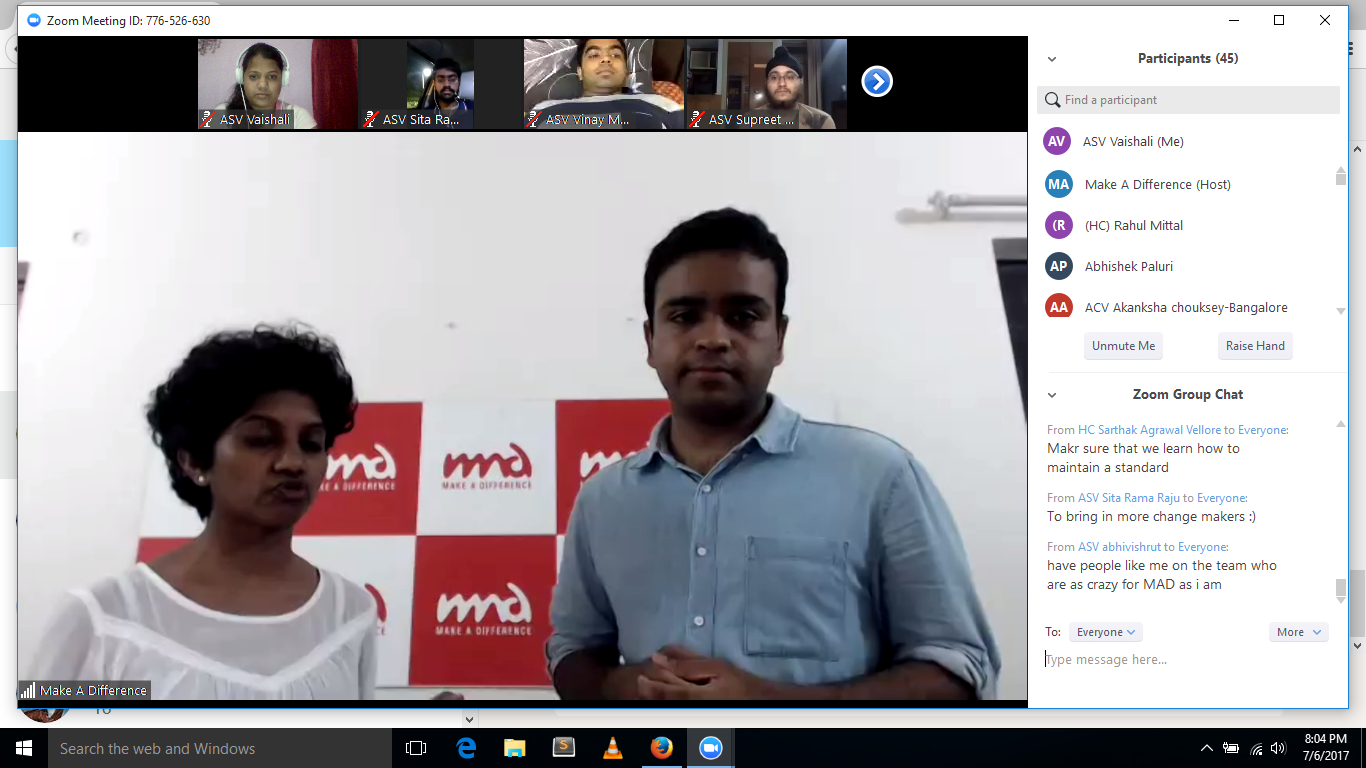 Zoom Meeting ID: 776-526-630
ASV Vaishali
ASV Sita Ra...
ASV Vinay M...
ASV Supreet ...
MAKE A DIFFERENCE
mad
MAKE A DIFFERENCE
mad
MAKE A DIFFERENCE
Make A Difference
Participants (45)
Find a participant
AV ASV Vaishali (Me)
MA Make A Difference (Host)
(R (HC) Rahul Mittal
AP Abhishek Paluri
AA ACV Akanksha chouksey-Bangalore
Unmute Me Raise Hand
Zoom Group Chat
From HC Sarthak Agrawal Vellore to Everyone:
Makr sure that we learn how to
maintain a standard
From ASV Sita Rama Raju to Everyone:
To bring in more change makers :)
From ASV abhivishrut to Everyone:
have people like me on the team who
are as crazy for MAD as i am
To: Everyone More
Type message here...
Search the web and Windows
8:04 PM
7/6/2017